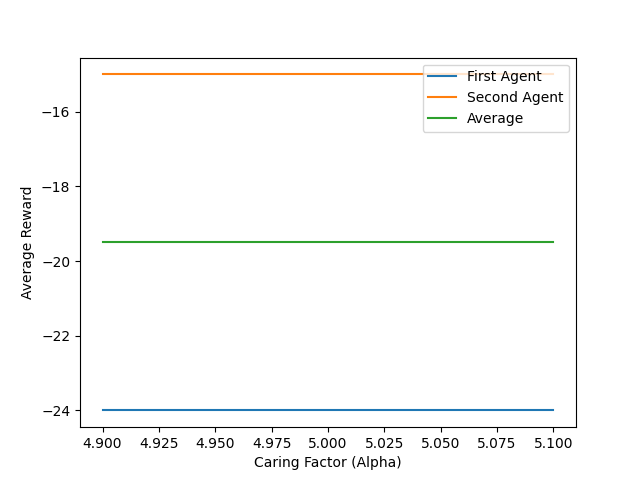 First Agent
Second Agent
Average
−16
−18
−20
−22
−24
Average Reward
4.900 4.925 4.950 4.975 5.000 5.025 5.050 5.075 5.100
Caring Factor (Alpha)